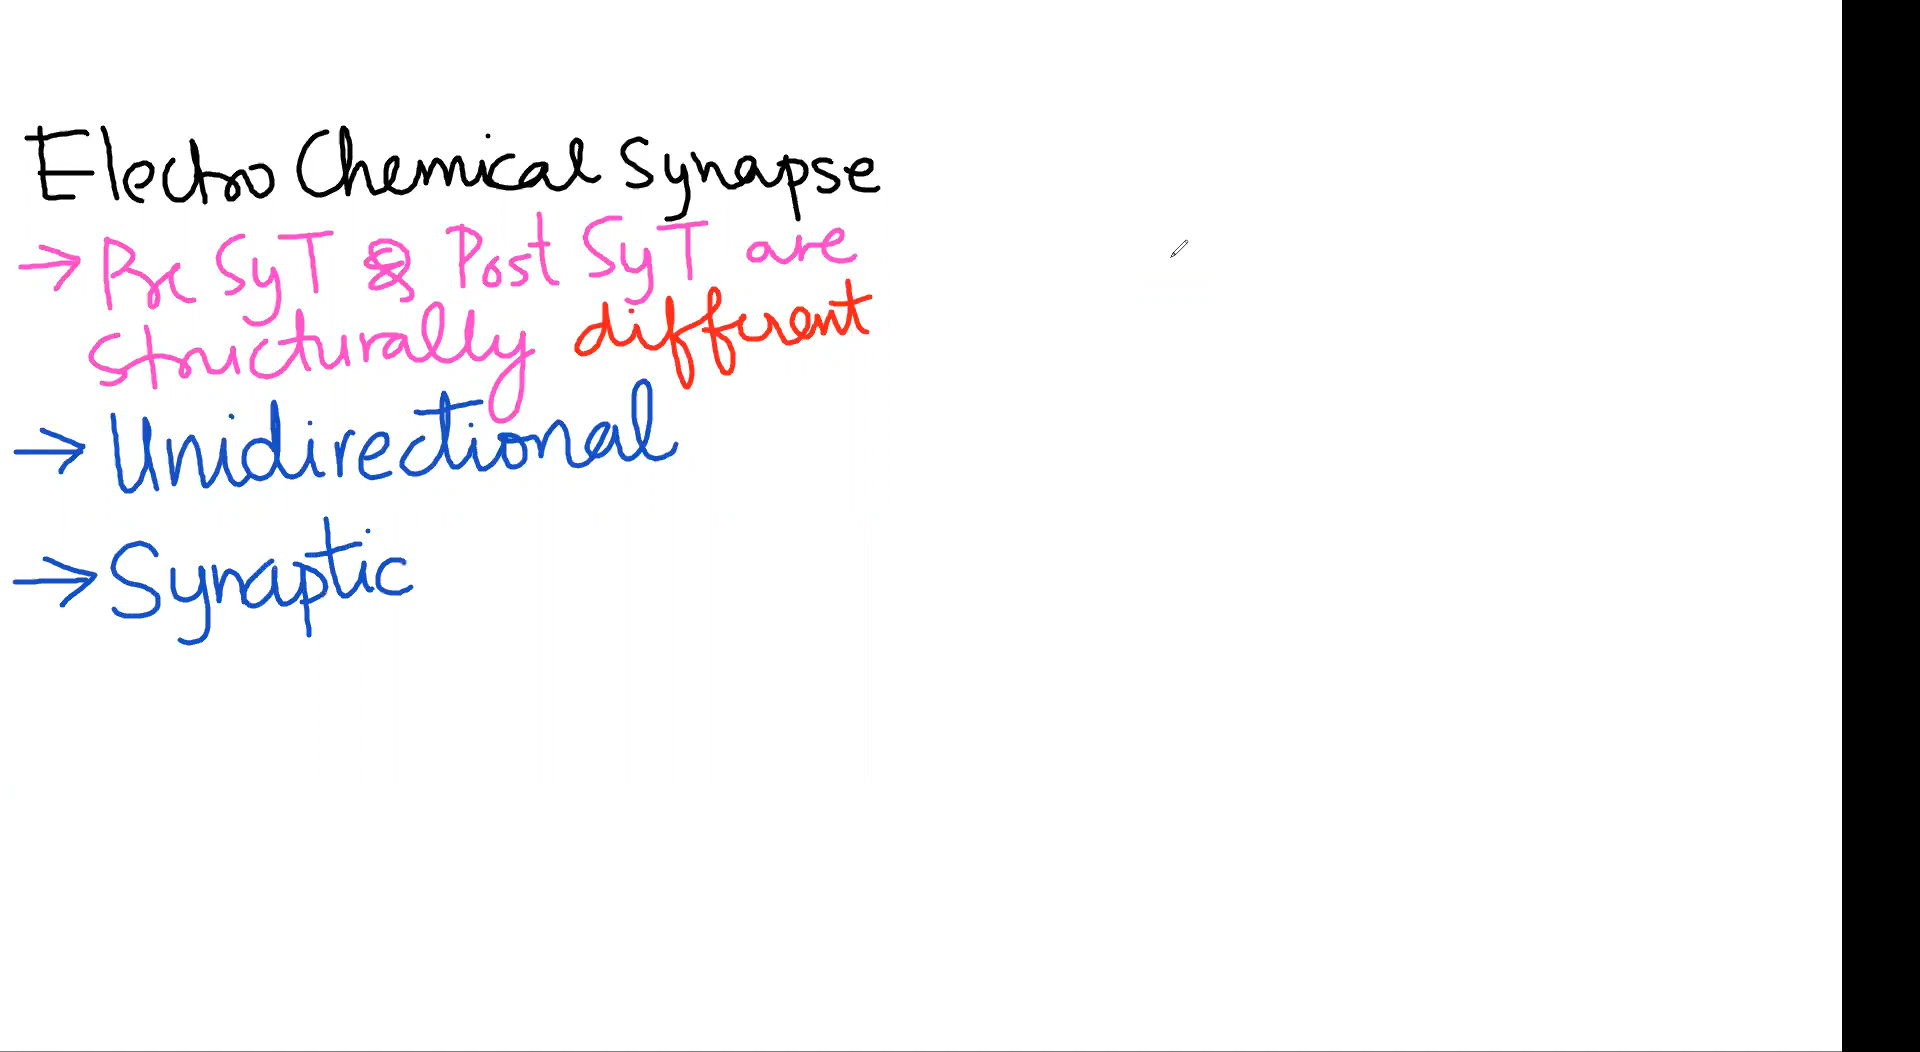 Electro Chemical Synapse
→ Pre SyT & Post SyT are
structurally different
→ Unidirectional
→ Synaptic